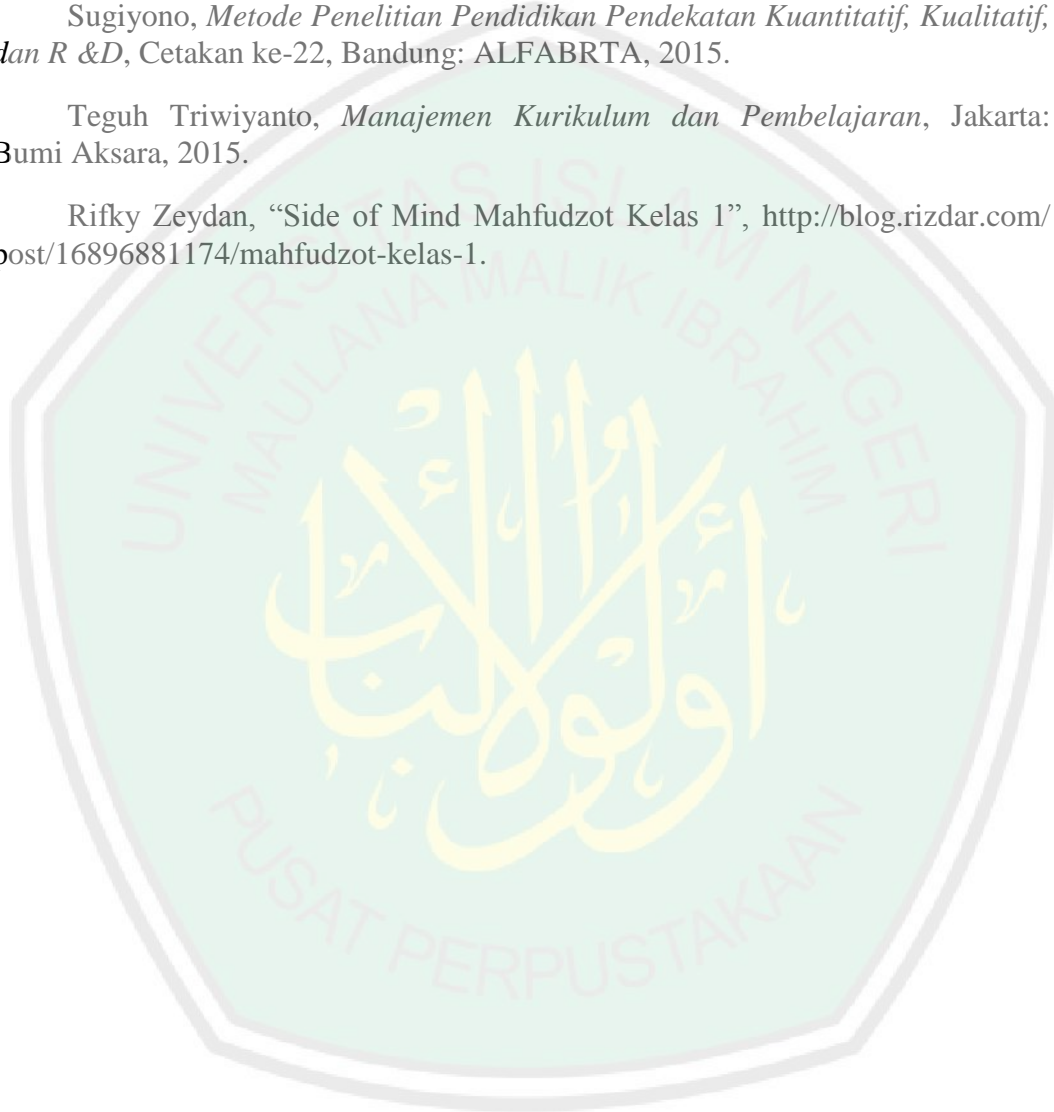 Sugiyono, Metode Penelitian Pendidikan Pendekatan Kuantitatif, Kualitatif,
dan R &D, Cetakan ke-22, Bandung: ALFABRTA, 2015.
Teguh Triwiyanto, Manajemen Kurikulum dan Pembelajaran, Jakarta:
Bumi Aksara, 2015.
Rifky Zeydan, “Side of Mind Mahfudzot Kelas 1”, http://blog.rizdar.com/
post/16896881174/mahfudzot-kelas-1.
UNIVERSITAS ISLAM NEGERI
MAULANA MALIK IBRAHIM
أولوا الألباب
PUSAT PERPUSTAKAAN